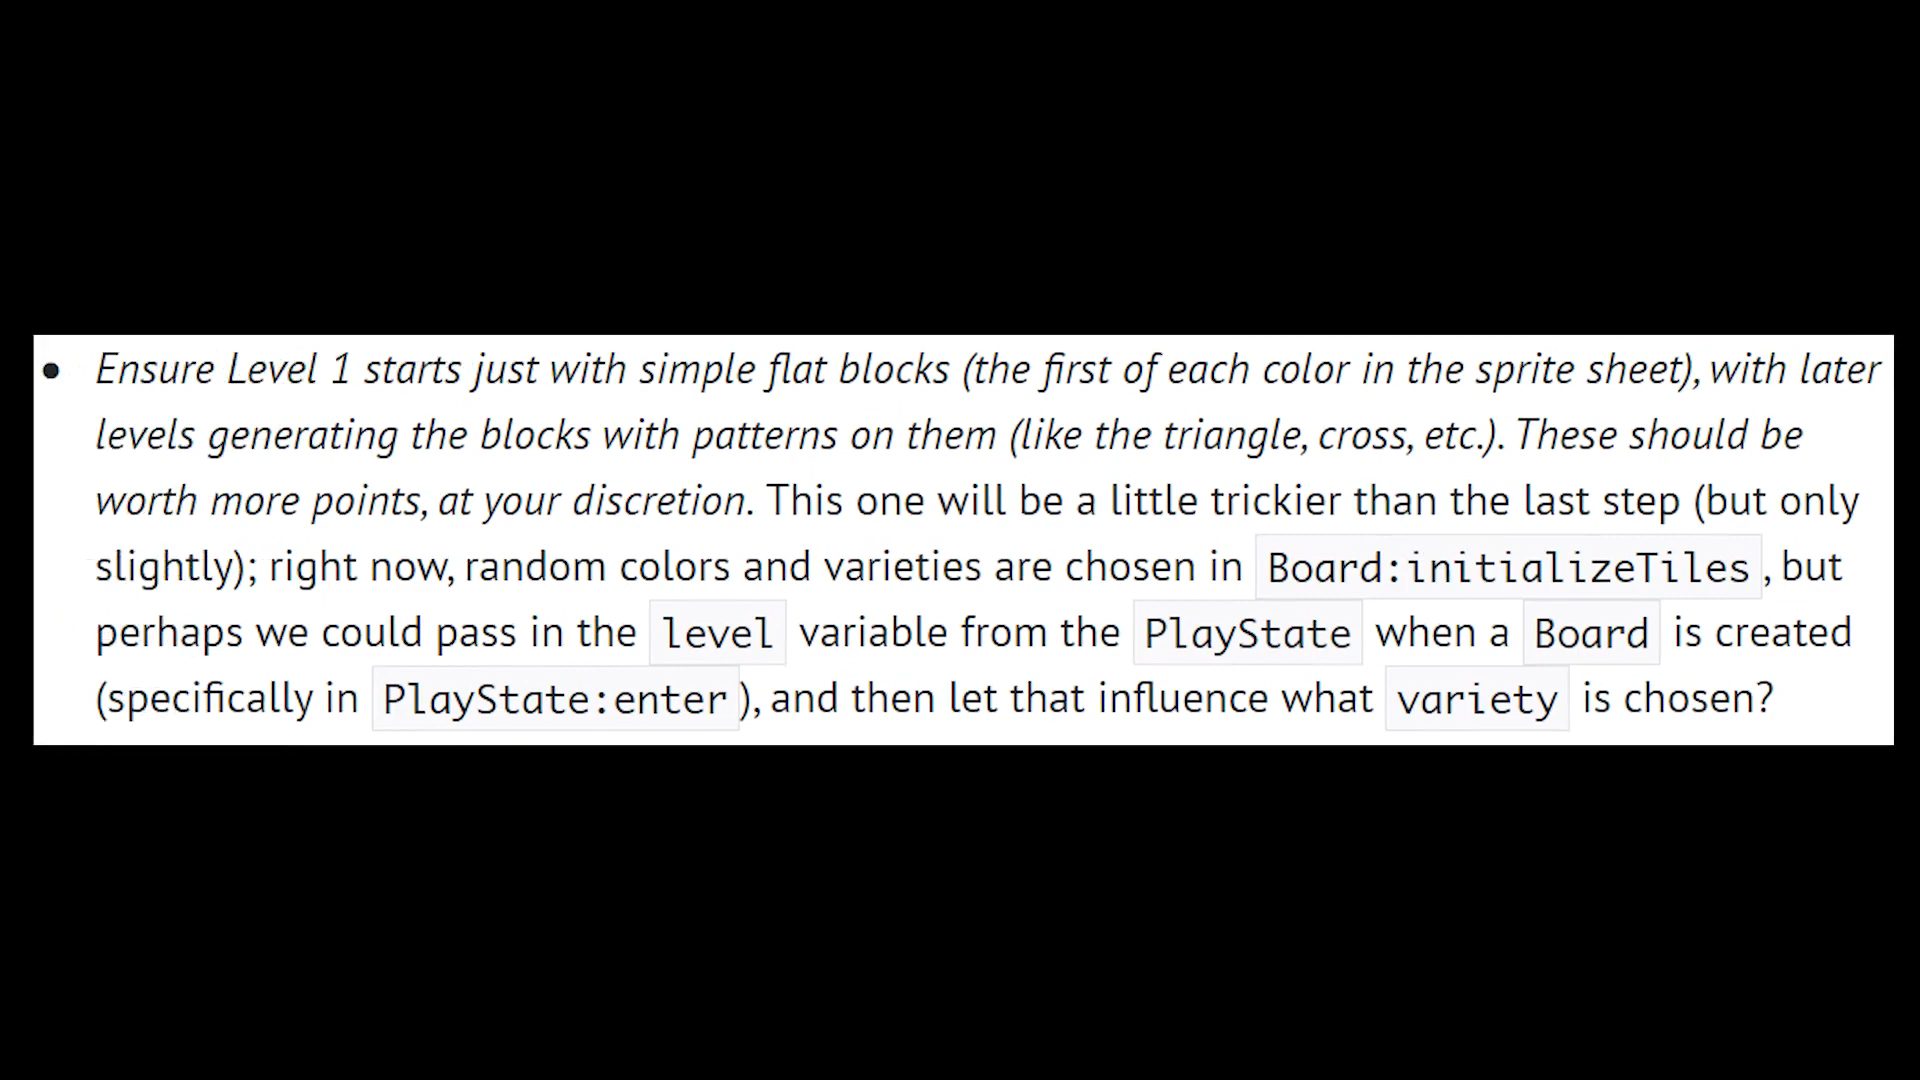 • Ensure Level 1 starts just with simple flat blocks (the first of each color in the sprite sheet), with later
levels generating the blocks with patterns on them (like the triangle, cross, etc.). These should be
worth more points, at your discretion. This one will be a little trickier than the last step (but only
slightly); right now, random colors and varieties are chosen in Board:initializeTiles, but
perhaps we could pass in the level variable from the PlayState when a Board is created
(specifically in PlayState:enter), and then let that influence what variety is chosen?